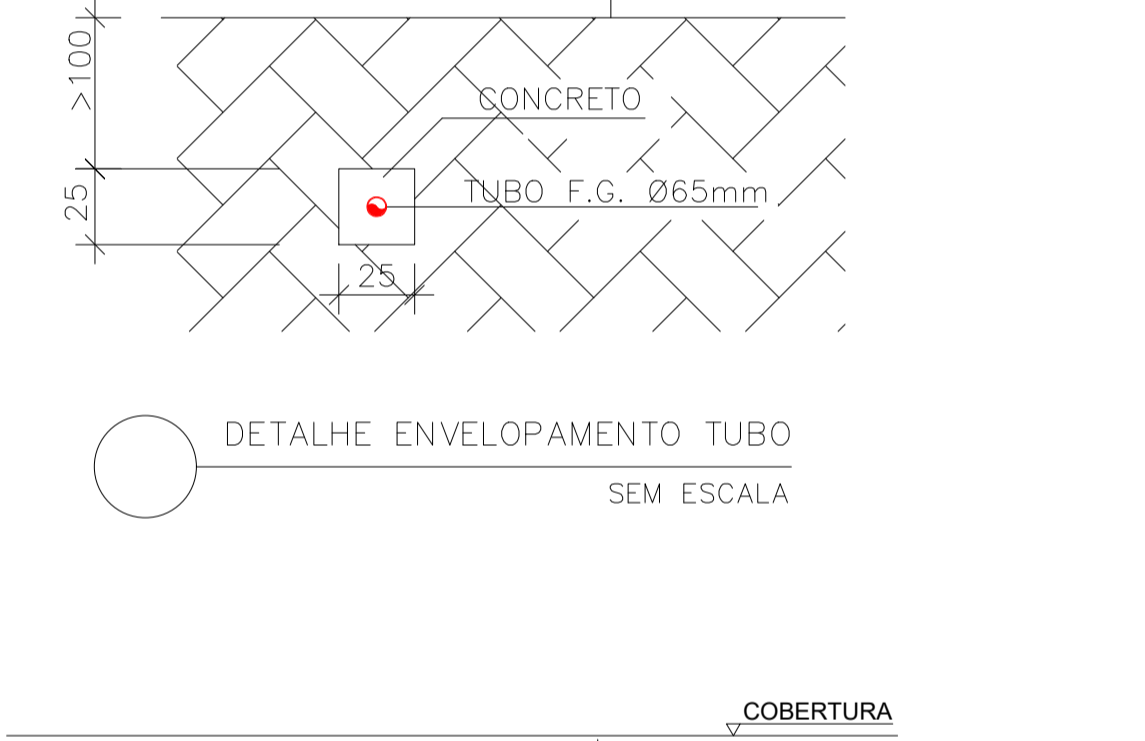 >100
CONCRETO
25
TUBO F.G. Ø65mm
25
DETALHE ENVELOPAMENTO TUBO
SEM ESCALA
COBERTURA